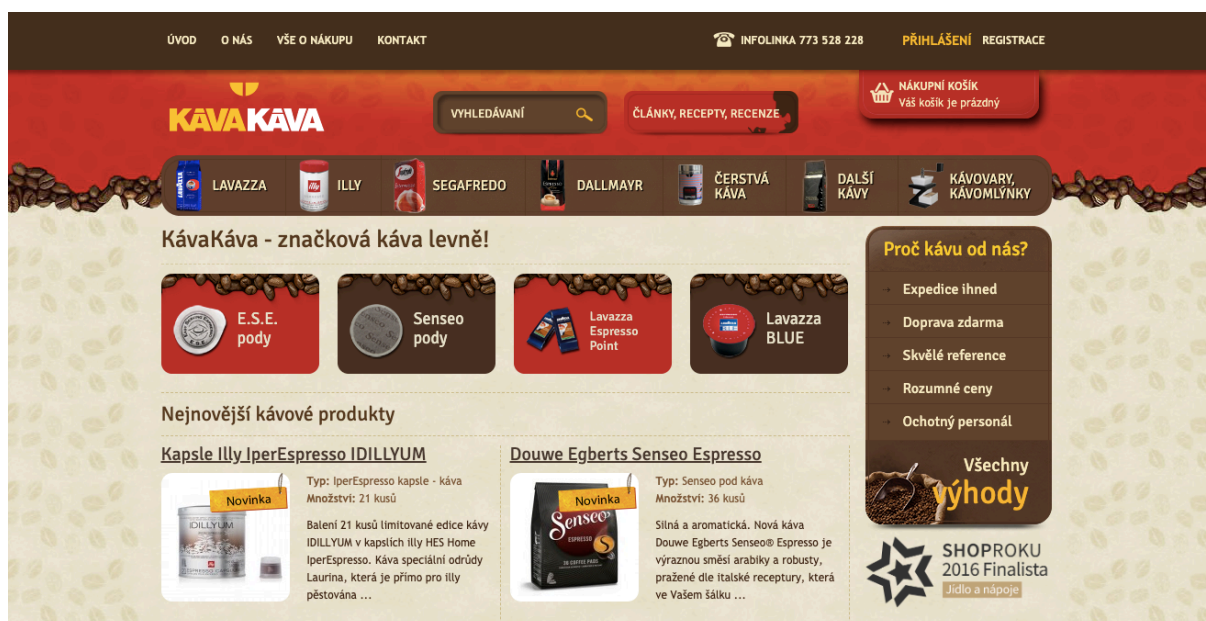 ÚVOD O NÁS VŠE O NÁKUPU KONTAKT INFOLINKA 773 528 228 PŘIHLÁŠENÍ REGISTRACE
KÁVAKÁVA
VYHLEDÁVANÍ
ČLÁNKY, RECEPTY, RECENZE
NÁKUPNÍ KOŠÍK
Váš košík je prázdný
LAVAZZA
ILLY
SEGAFREDO
DALLMAYR
ČERSTVÁ
KÁVA
DALŠÍ
KÁVY
KÁVOVARY,
KÁVOMLÝNKY
KávaKáva - značková káva levně!
E.S.E.
pody
Senseo
pody
Lavazza
Espresso
Point
Lavazza
BLUE
Nejnovější kávové produkty
Kapsle Illy IperEspresso IDILLYUM
Novinka
IDILLYUM
Typ: IperEspresso kapsle - káva
Množství: 21 kusů
Balení 21 kusů limitované edice kávy
IDILLYUM v kapslích illy HES Home
IperEspresso. Káva speciální odrůdy
Laurina, která je přímo pro illy
pěstována ...
Douwe Egberts Senseo Espresso
Novinka
Senseo
ESPRESSO
Typ: Senseo pod káva
Množství: 36 kusů
Silná a aromatická. Nová káva
Douwe Egberts Senseo® Espresso je
výraznou směsí arabiky a robusty,
pražené dle italské receptury, která
ve Vašem šálku ...
Proč kávu od nás?
Expedice ihned
Doprava zdarma
Skvělé reference
Rozumné ceny
Ochotný personál
Všechny
výhody
SHOPROKU
2016 Finalista
Jídlo a nápoje